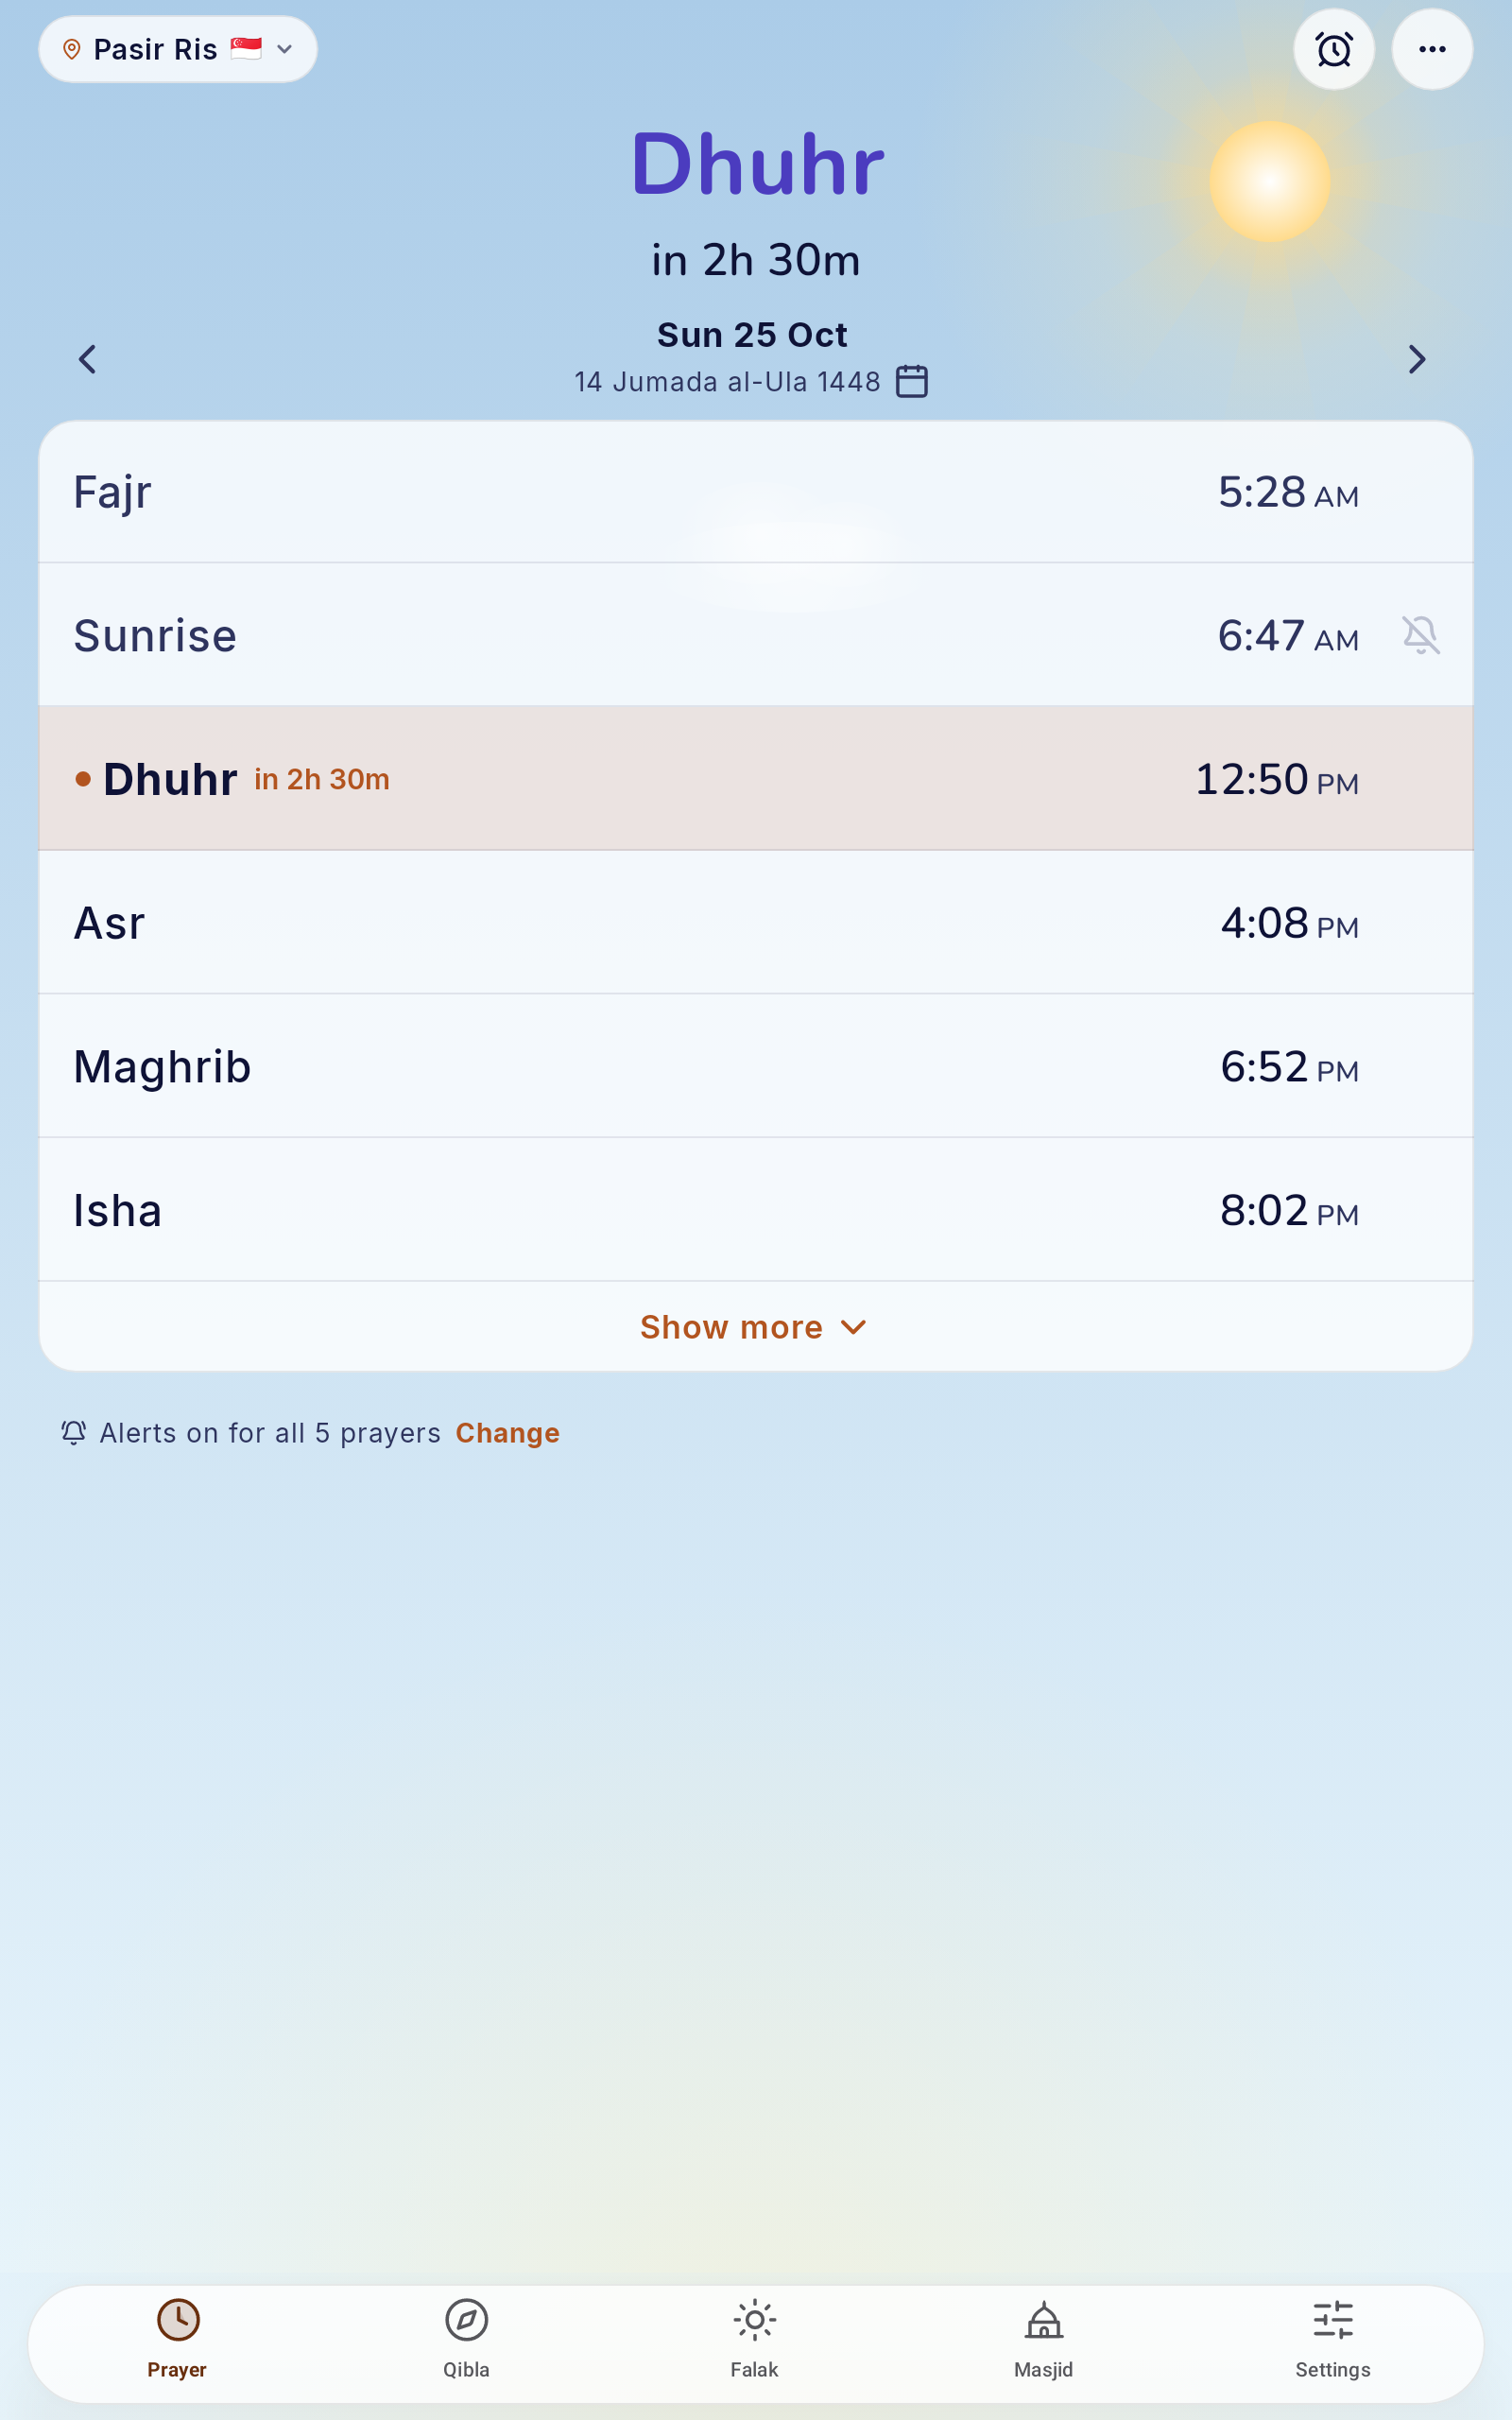 Pasir Ris 🇸🇬
Dhuhr
in 2h 30m
Sun 25 Oct
14 Jumada al-Ula 1448
Fajr 5:28 AM
Sunrise 6:47 AM
Dhuhr in 2h 30m 12:50 PM
Asr 4:08 PM
Maghrib 6:52 PM
Isha 8:02 PM
Show more
Alerts on for all 5 prayers Change
Prayer Qibla Falak Masjid Settings